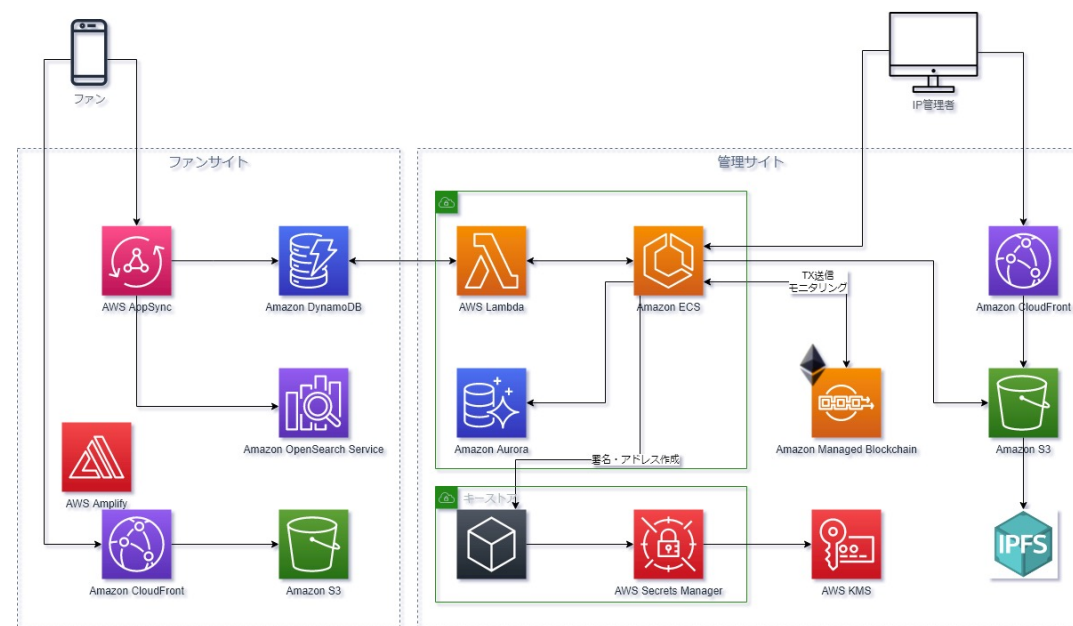 ファン
IP管理者
ファンサイト
管理サイト
AWS AppSync
Amazon DynamoDB
AWS Lambda
Amazon ECS
TX送信
モニタリング
Amazon CloudFront
Amazon OpenSearch Service
Amazon Aurora
Amazon Managed Blockchain
Amazon S3
署名・アドレス作成
AWS Amplify
キーストア
Amazon CloudFront
Amazon S3
AWS Secrets Manager
AWS KMS
IPFS